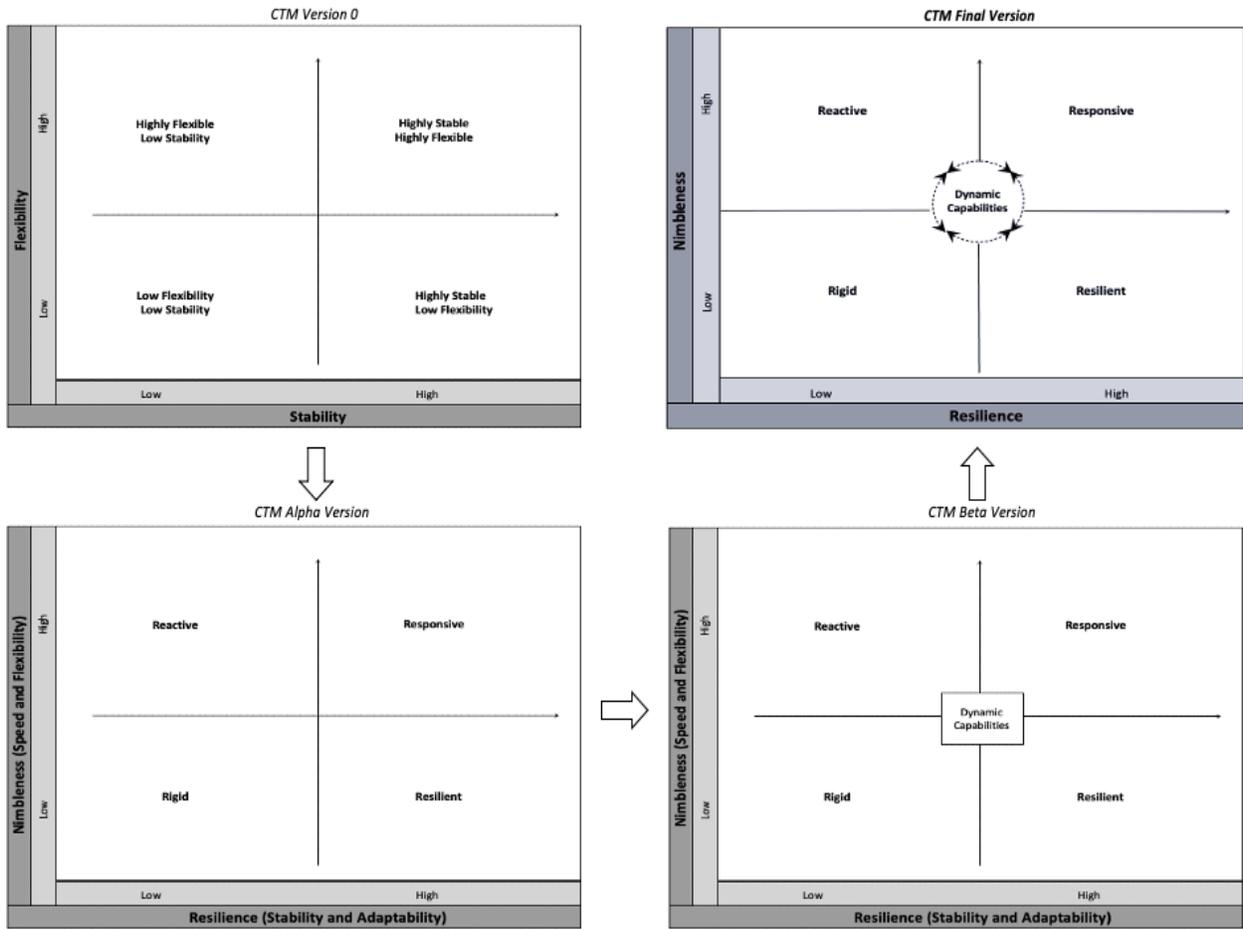 CTM Version 0
Flexibility
High
Low
Highly Flexible
Low Stability
Highly Stable
Highly Flexible
Low Flexibility
Low Stability
Highly Stable
Low Flexibility
Low
High
Stability
CTM Final Version
Nimbleness
High
Low
Reactive
Responsive
Dynamic
Capabilities
Rigid
Resilient
Low
High
Resilience
CTM Alpha Version
Nimbleness (Speed and Flexibility)
High
Low
Reactive
Responsive
Rigid
Resilient
Low
High
Resilience (Stability and Adaptability)
CTM Beta Version
Nimbleness (Speed and Flexibility)
High
Low
Reactive
Responsive
Dynamic
Capabilities
Rigid
Resilient
Low
High
Resilience (Stability and Adaptability)